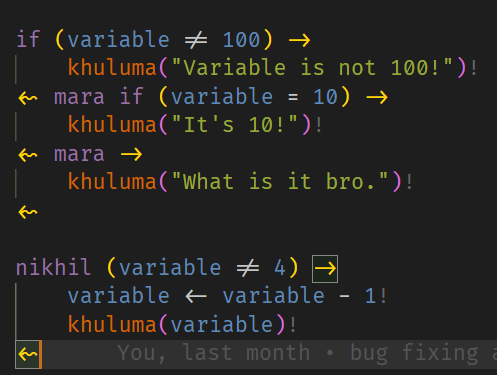 if (variable ≠ 100) →
khuluma("Variable is not 100!")!
↜ mara if (variable = 10) →
khuluma("It's 10!")!
↜ mara →
khuluma("What is it bro.")!
↜
nikhil (variable ≠ 4) →
variable ← variable - 1!
khuluma(variable)!
↜ You, last month • bug fixing